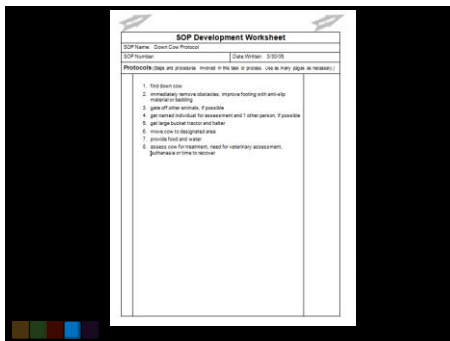 SOP Development Worksheet
SOP Name: Down Cow Protocol
SOP Number: Date Written: 3/30/05
Protocols (Steps and procedures involved in this task or process. Use as many pages as necessary.)
1. find down cow
2. immediately remove obstacles, improve footing with anti-slip
material or bedding
3. gate off other animals, if possible
4. get named individual for assessment and 1 other person, if possible
5. get large bucket tractor and halter
6. move cow to designated area
7. provide food and water
8. assess cow for treatment, need for veterinary assessment,
euthanasia or time to recover